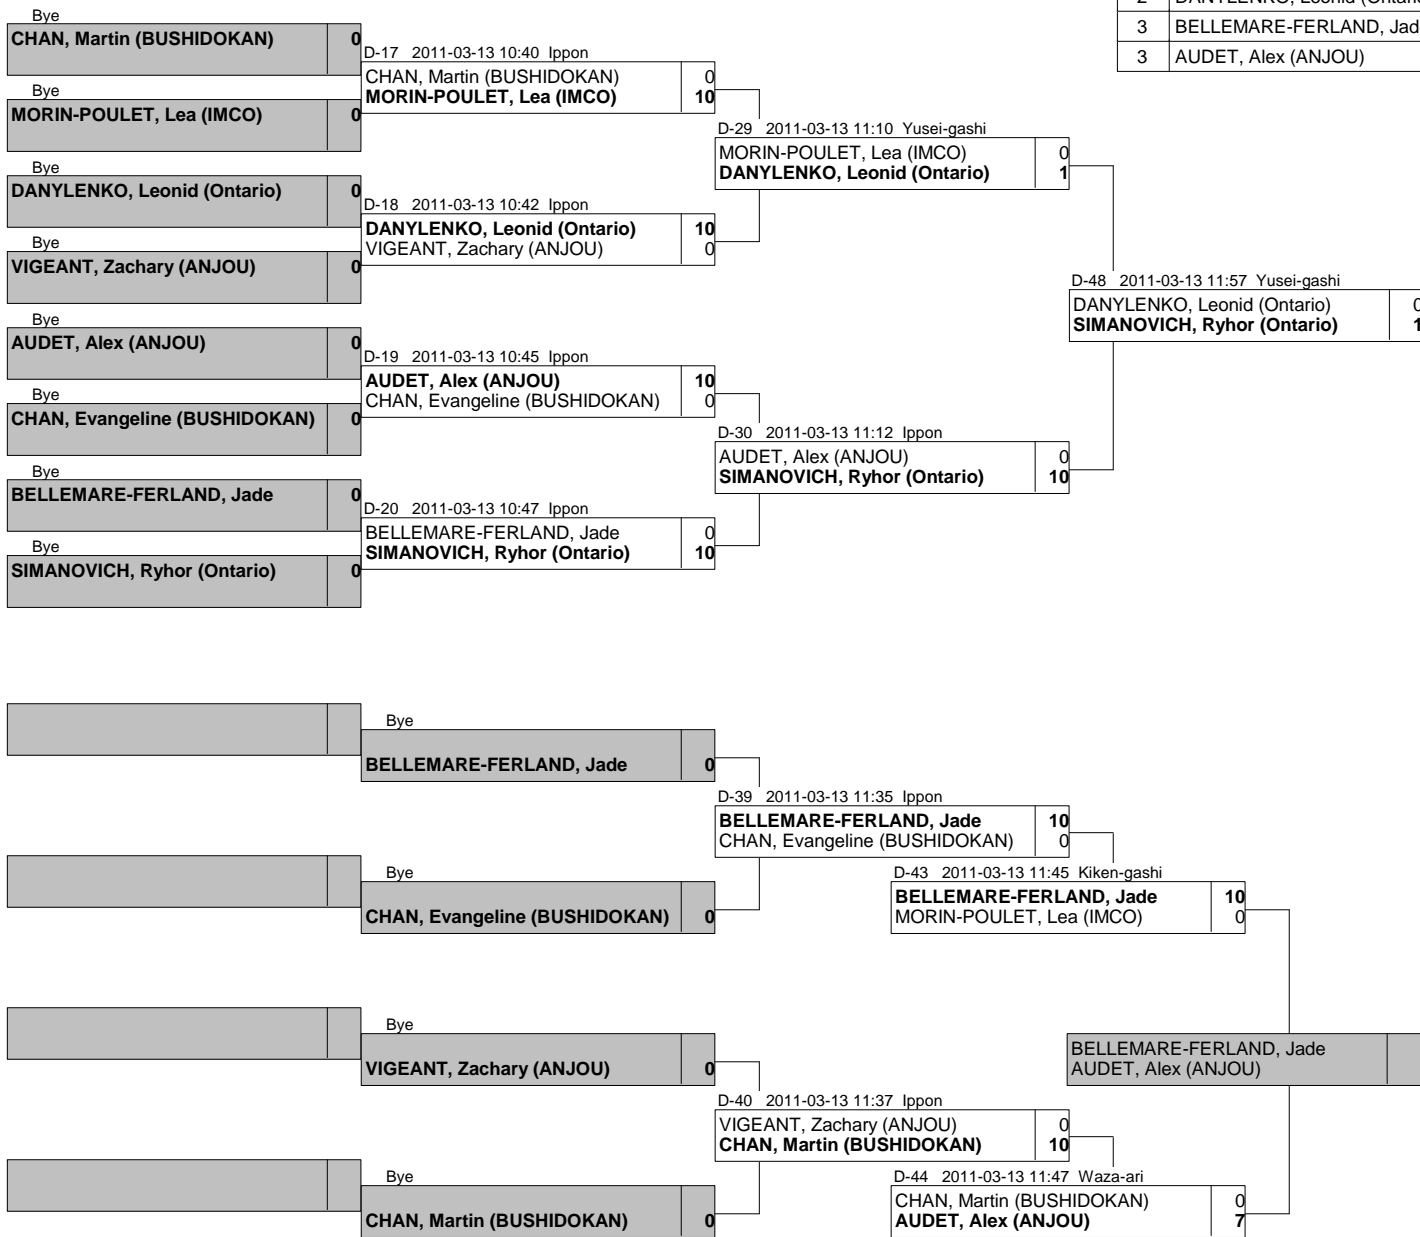 2 DANYLENKO, Leonid (Ontario
3 BELLEMARE-FERLAND, Jade
3 AUDET, Alex (ANJOU)
Bye
CHAN, Martin (BUSHIDOKAN) 0
Bye
MORIN-POULET, Lea (IMCO) 0
Bye
DANYLENKO, Leonid (Ontario) 0
Bye
VIGEANT, Zachary (ANJOU) 0
Bye
AUDET, Alex (ANJOU) 0
Bye
CHAN, Evangeline (BUSHIDOKAN) 0
Bye
BELLEMARE-FERLAND, Jade 0
Bye
SIMANOVICH, Ryhor (Ontario) 0
D-17 2011-03-13 10:40 Ippon
CHAN, Martin (BUSHIDOKAN) 0
MORIN-POULET, Lea (IMCO) 10
D-18 2011-03-13 10:42 Ippon
DANYLENKO, Leonid (Ontario) 10
VIGEANT, Zachary (ANJOU) 0
D-19 2011-03-13 10:45 Ippon
AUDET, Alex (ANJOU) 10
CHAN, Evangeline (BUSHIDOKAN) 0
D-20 2011-03-13 10:47 Ippon
BELLEMARE-FERLAND, Jade 0
SIMANOVICH, Ryhor (Ontario) 10
D-29 2011-03-13 11:10 Yusei-gashi
MORIN-POULET, Lea (IMCO) 0
DANYLENKO, Leonid (Ontario) 1
D-30 2011-03-13 11:12 Ippon
AUDET, Alex (ANJOU) 0
SIMANOVICH, Ryhor (Ontario) 10
D-48 2011-03-13 11:57 Yusei-gashi
DANYLENKO, Leonid (Ontario) 0
SIMANOVICH, Ryhor (Ontario) 1
Bye
BELLEMARE-FERLAND, Jade 0
Bye
CHAN, Evangeline (BUSHIDOKAN) 0
Bye
VIGEANT, Zachary (ANJOU) 0
Bye
CHAN, Martin (BUSHIDOKAN) 0
D-39 2011-03-13 11:35 Ippon
BELLEMARE-FERLAND, Jade 10
CHAN, Evangeline (BUSHIDOKAN) 0
D-40 2011-03-13 11:37 Ippon
VIGEANT, Zachary (ANJOU) 0
CHAN, Martin (BUSHIDOKAN) 10
D-43 2011-03-13 11:45 Kiken-gashi
BELLEMARE-FERLAND, Jade 10
MORIN-POULET, Lea (IMCO) 0
D-44 2011-03-13 11:47 Waza-ari
CHAN, Martin (BUSHIDOKAN) 0
AUDET, Alex (ANJOU) 7
BELLEMARE-FERLAND, Jade
AUDET, Alex (ANJOU)